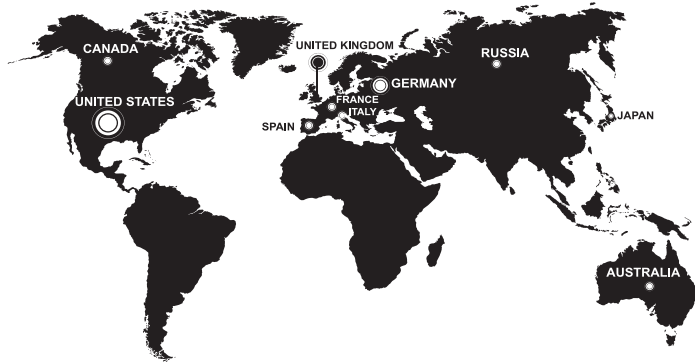 CANADA
UNITED KINGDOM
RUSSIA
GERMANY
UNITED STATES
FRANCE
ITALY
SPAIN
JAPAN
AUSTRALIA